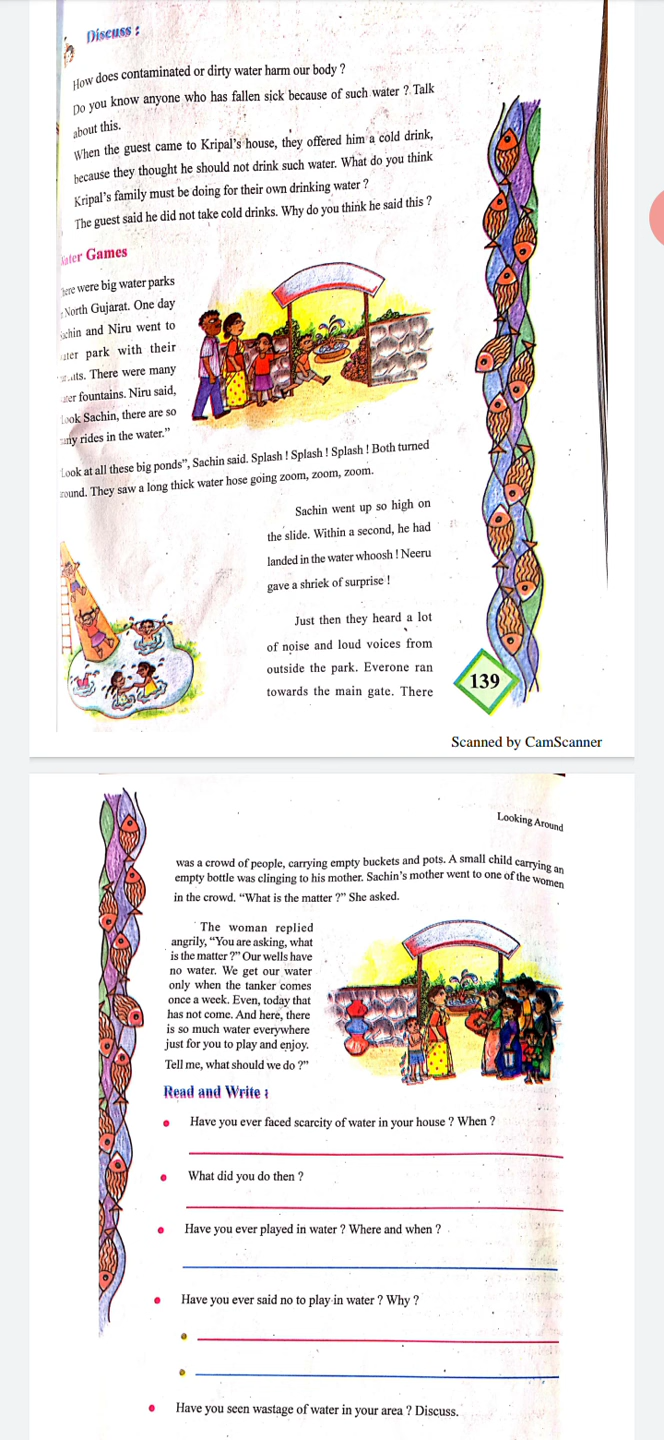 Discuss :
How does contaminated or dirty water harm our body ?
Do you know anyone who has fallen sick because of such water ? Talk
about this.
When the guest came to Kripal's house, they offered him a cold drink,
because they thought he should not drink such water. What do you think
Kripal's family must be doing for their own drinking water ?
The guest said he did not take cold drinks. Why do you think he said this ?
Games
were big water parks
North Gujarat. One day
and Niru went to
park with their
There were many
fountains. Niru said,
Look Sachin, there are so
rides in the water."
Look at all these big ponds", Sachin said. Splash ! Splash ! Splash ! Both turned
They saw a long thick water hose going zoom, zoom, zoom.
Sachin went up so high on
the slide. Within a second, he had
landed in the water whoosh ! Neeru
gave a shriek of surprise !
Just then they heard a lot
of noise and loud voices from
outside the park. Everone ran
towards the main gate. There
139
Scanned by CamScanner
Looking Around
was a crowd of people, carrying empty buckets and pots. A small child carrying an
empty bottle was clinging to his mother. Sachin's mother went to one of the women
in the crowd. "What is the matter ?" She asked.
The woman replied
angrily, "You are asking, what
is the matter ?" Our wells have
no water. We get our water
only when the tanker comes
once a week. Even, today that
has not come. And here, there
is so much water everywhere
just for you to play and enjoy.
Tell me, what should we do ?"
Read and Write :
• Have you ever faced scarcity of water in your house ? When ?
• What did you do then ?
• Have you ever played in water ? Where and when ?
• Have you ever said no to play in water ? Why ?
• Have you seen wastage of water in your area ? Discuss.